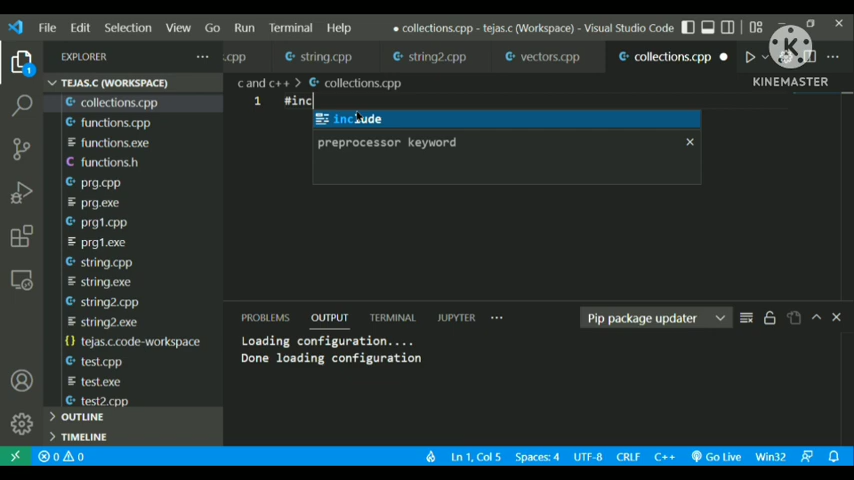 File Edit Selection View Go Run Terminal Help
● collections.cpp - tejas.c (Workspace) - Visual Studio Code
EXPLORER
.cpp string.cpp string2.cpp vectors.cpp collections.cpp
K
KINEMASTER
TEJAS.C (WORKSPACE)
collections.cpp
functions.cpp
functions.exe
functions.h
prg.cpp
prg.exe
prg1.cpp
prg1.exe
string.cpp
string.exe
string2.cpp
string2.exe
tejas.c.code-workspace
test.cpp
test.exe
test2.cpp
OUTLINE
TIMELINE
c and c++ > collections.cpp
1 #inc
include
preprocessor keyword
PROBLEMS OUTPUT TERMINAL JUPYTER ··· Pip package updater
Loading configuration....
Done loading configuration
0 0 Ln 1, Col 5 Spaces: 4 UTF-8 CRLF C++ Go Live Win32